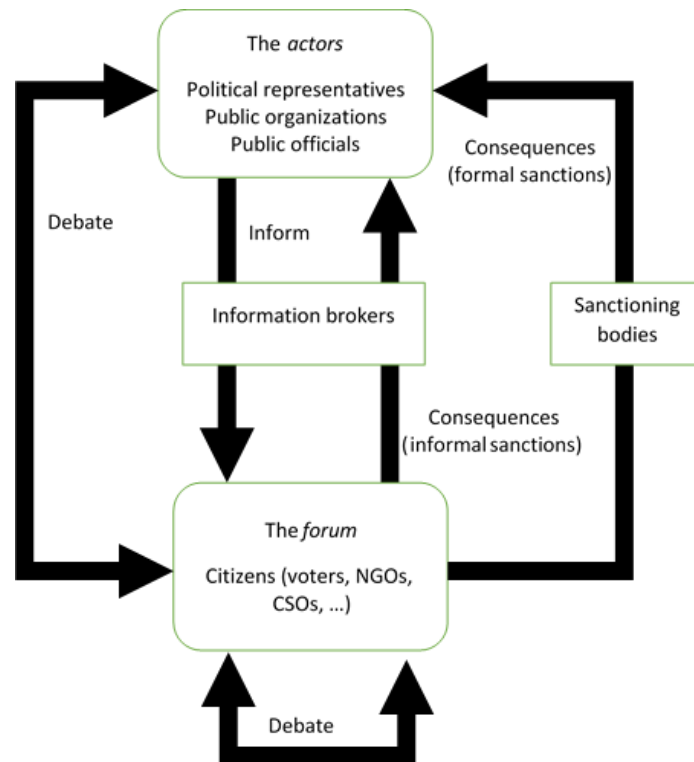 The actors
Political representatives
Public organizations
Public officials
Consequences
(formal sanctions)
Debate
Inform
Information brokers
Sanctioning
bodies
Consequences
(informal sanctions)
The forum
Citizens (voters, NGOs,
CSOs, ...)
Debate